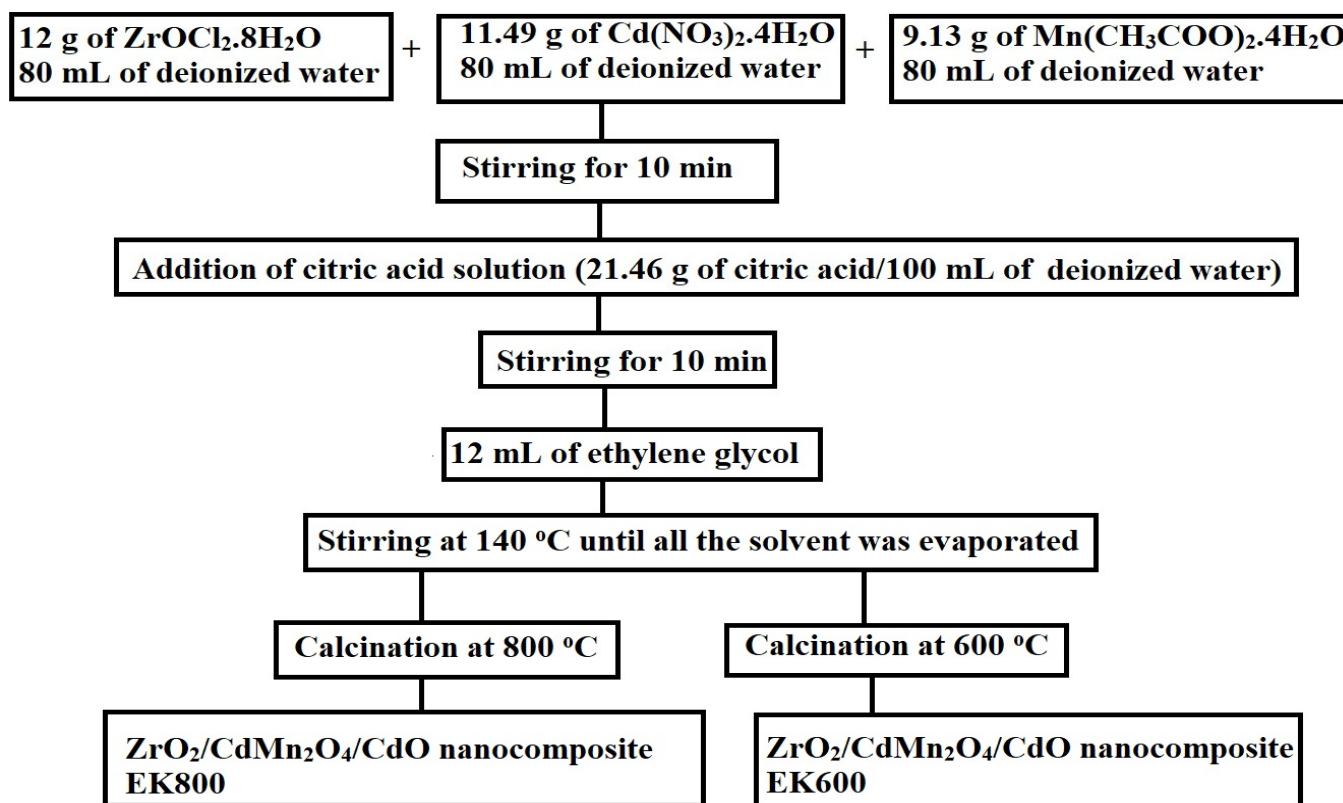 12 g of ZrOCl₂.8H₂O
80 mL of deionized water
+
11.49 g of Cd(NO₃)₂.4H₂O
80 mL of deionized water
+
9.13 g of Mn(CH₃COO)₂.4H₂O
80 mL of deionized water
Stirring for 10 min
Addition of citric acid solution (21.46 g of citric acid/100 mL of deionized water)
Stirring for 10 min
12 mL of ethylene glycol
Stirring at 140 ᵒC until all the solvent was evaporated
Calcination at 800 ᵒC
Calcination at 600 ᵒC
ZrO₂/CdMn₂O₄/CdO nanocomposite
EK800
ZrO₂/CdMn₂O₄/CdO nanocomposite
EK600